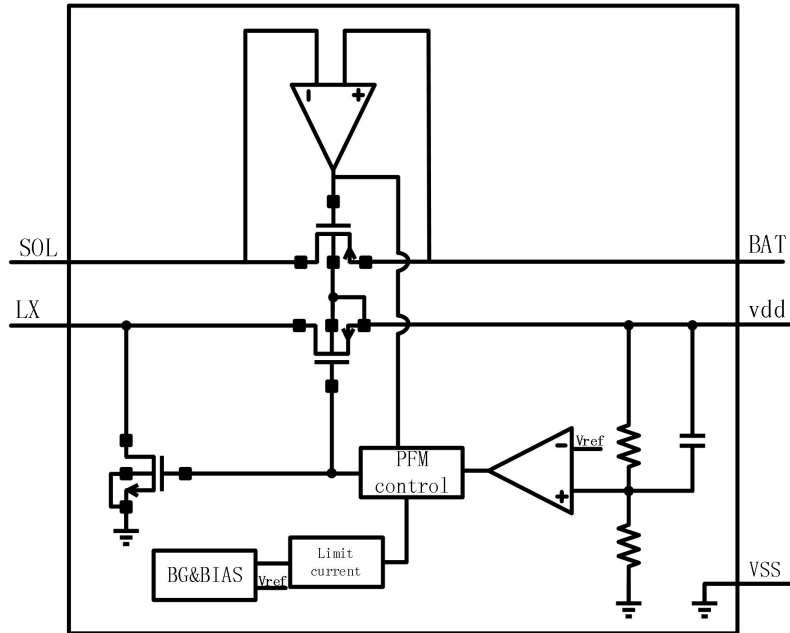 SOL
BAT
LX
vdd
Vref
PFM
control
Limit
current
BG&BIAS
Vref
VSS